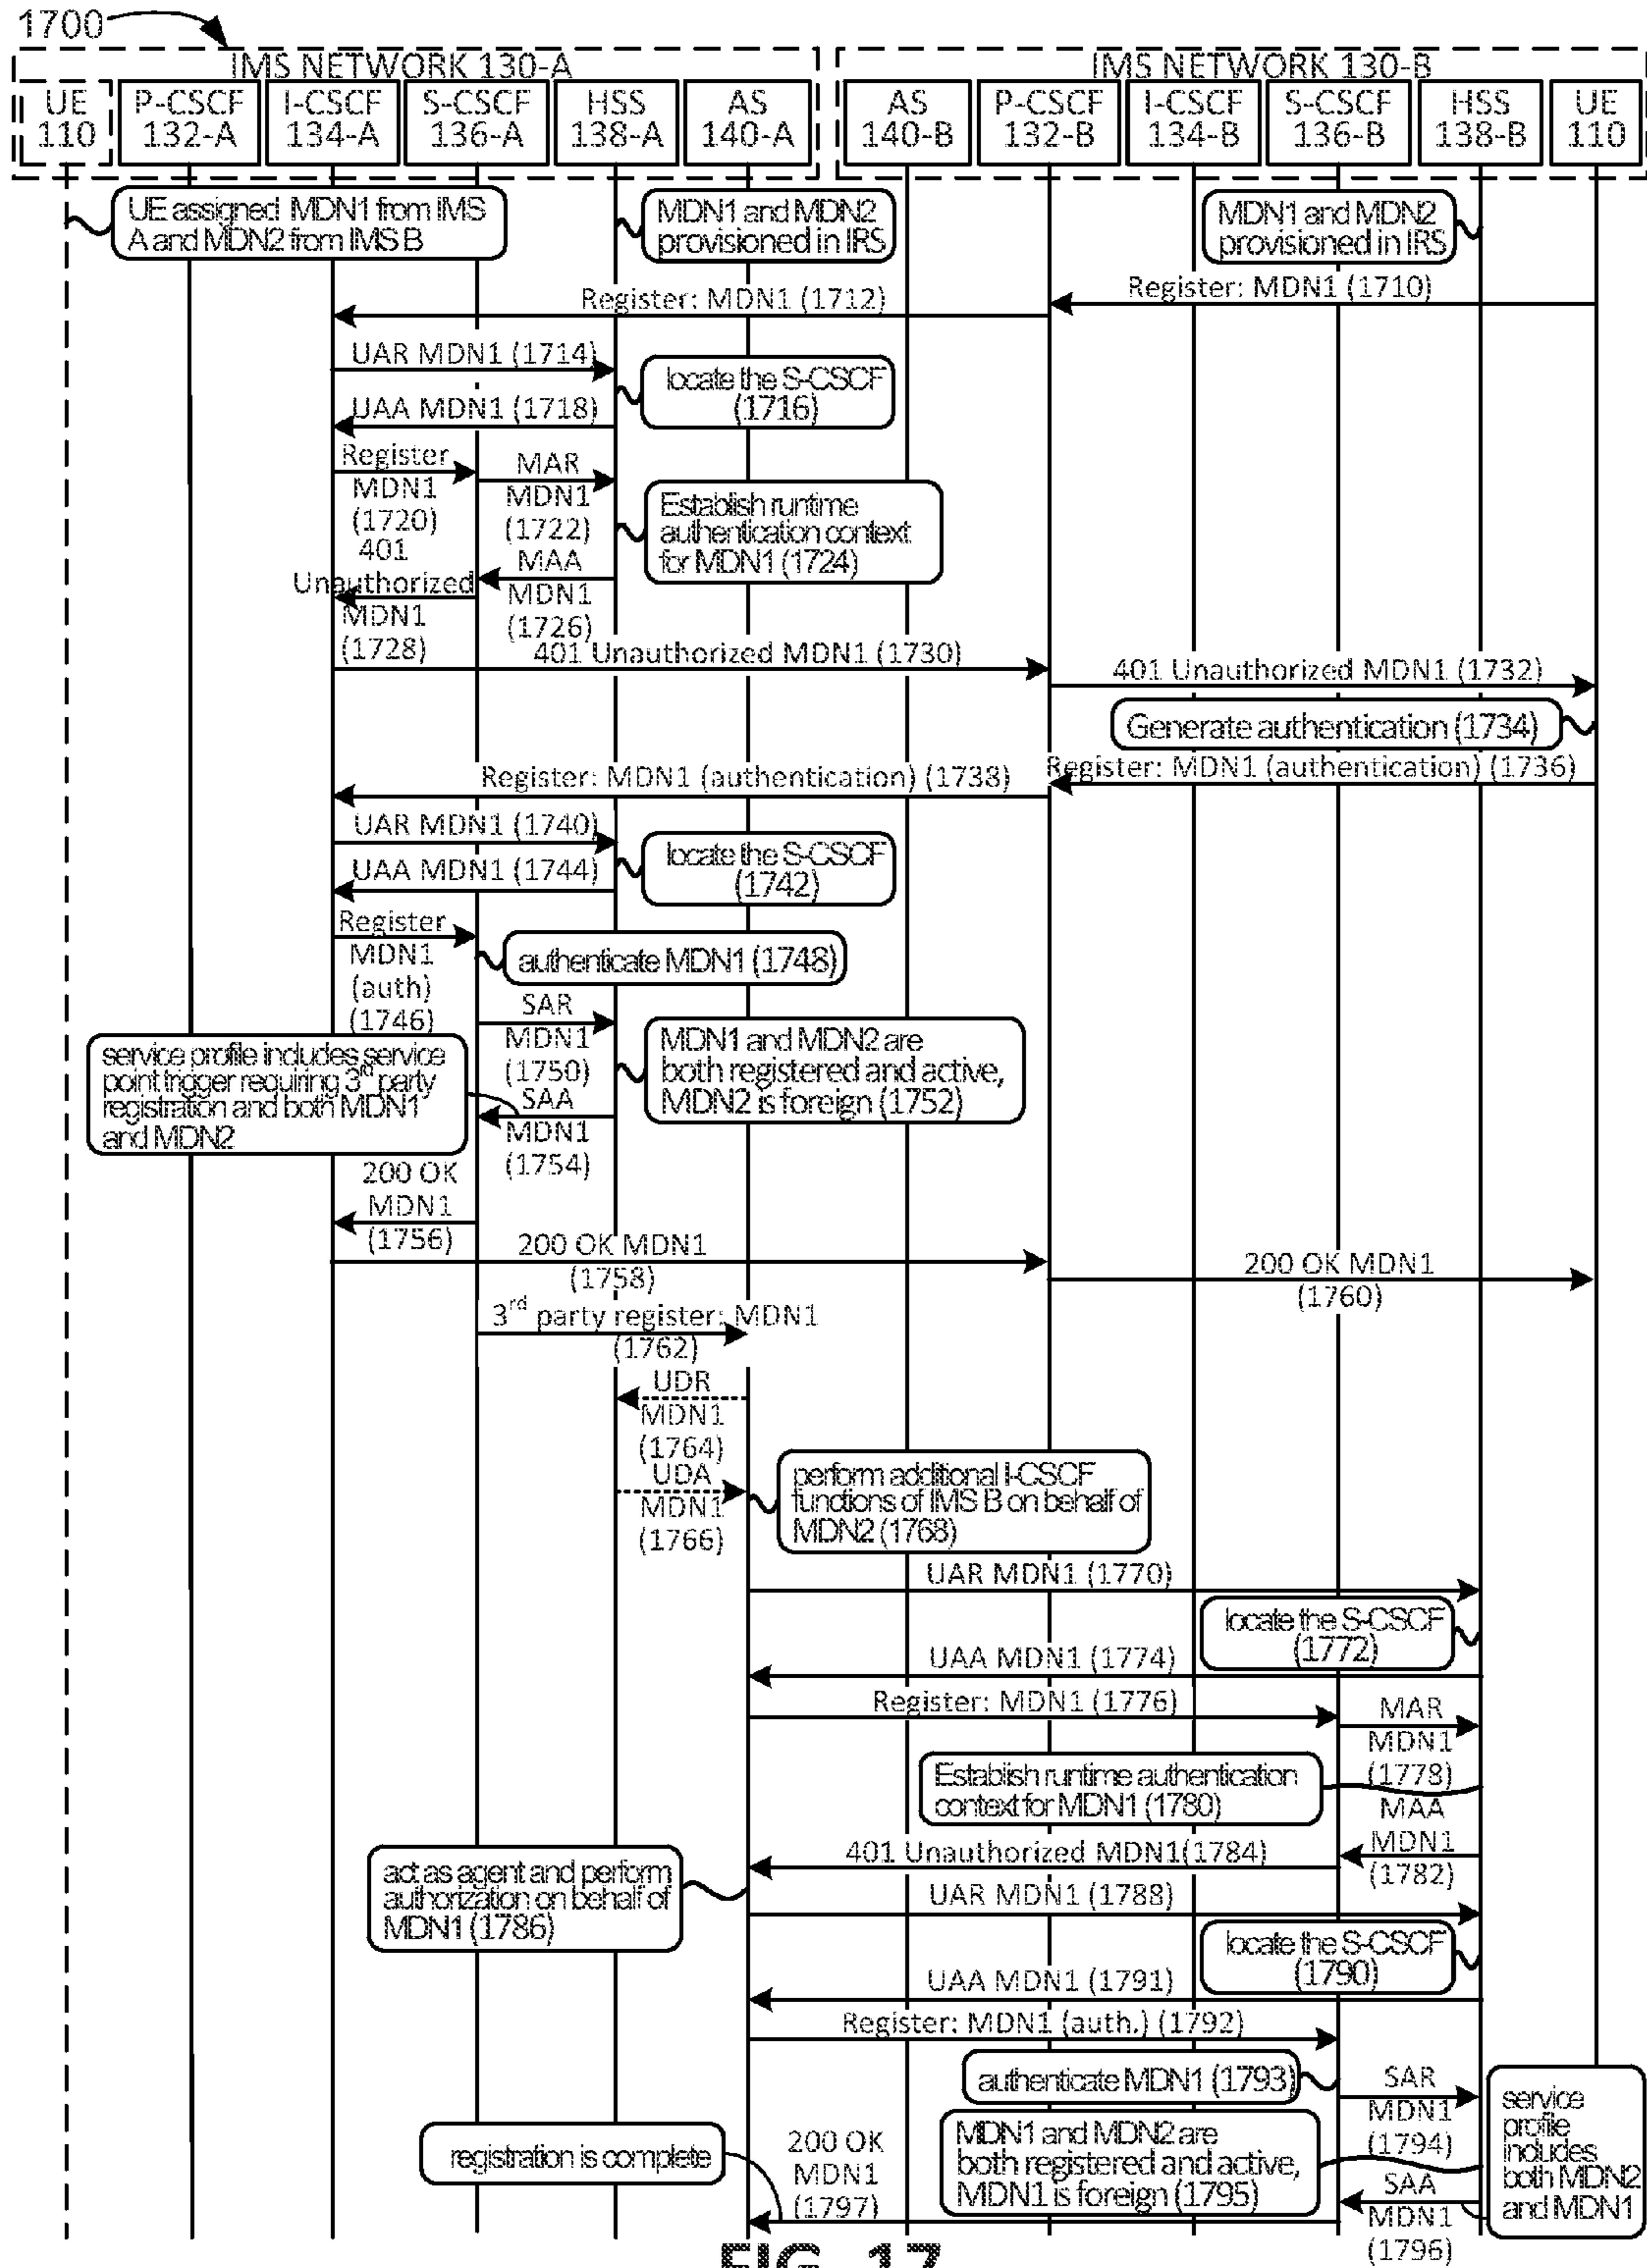 1700
IMS NETWORK 130-A
IMS NETWORK 130-B
UE
110
P-CSCF
132-A
I-CSCF
134-A
S-CSCF
136-A
HSS
138-A
AS
140-A
AS
140-B
P-CSCF
132-B
I-CSCF
134-B
S-CSCF
136-B
HSS
138-B
UE
110
UE assigned MDN1 from IMS
A and MDN2 from IMS B
MDN1 and MDN2
provisioned in IRS
MDN1 and MDN2
provisioned in IRS
Register: MDN1 (1710)
Register: MDN1 (1712)
UAR MDN1 (1714)
locate the S-CSCF
(1716)
UAA MDN1 (1718)
Register
MDN1
(1720)
MAR
MDN1
(1722)
Establish runtime
authentication context
for MDN1 (1724)
MAA
MDN1
(1726)
401
Unauthorized
MDN1
(1728)
401 Unauthorized MDN1 (1730)
401 Unauthorized MDN1 (1732)
Generate authentication (1734)
Register: MDN1 (authentication) (1736)
Register: MDN1 (authentication) (1738)
UAR MDN1 (1740)
locate the S-CSCF
(1742)
UAA MDN1 (1744)
Register
MDN1
(auth)
(1746)
authenticate MDN1 (1748)
SAR
MDN1
(1750)
MDN1 and MDN2 are
both registered and active,
MDN2 is foreign (1752)
service profile includes service
point trigger requiring 3rd party
registration and both MDN1
and MDN2
SAA
MDN1
(1754)
200 OK
MDN1
(1756)
200 OK MDN1
(1758)
200 OK MDN1
(1760)
3rd party register: MDN1
(1762)
UDR
MDN1
(1764)
UDA
MDN1
(1766)
perform additional I-CSCF
functions of IMS B on behalf of
MDN2 (1768)
UAR MDN1 (1770)
locate the S-CSCF
(1772)
UAA MDN1 (1774)
Register: MDN1 (1776)
MAR
MDN1
(1778)
Establish runtime authentication
context for MDN1 (1780)
MAA
MDN1
(1782)
401 Unauthorized MDN1(1784)
act as agent and perform
authorization on behalf of
MDN1 (1786)
UAR MDN1 (1788)
locate the S-CSCF
(1790)
UAA MDN1 (1791)
Register: MDN1 (auth.) (1792)
authenticate MDN1 (1793)
SAR
MDN1
(1794)
MDN1 and MDN2 are
both registered and active,
MDN1 is foreign (1795)
service
profile
includes
both MDN2
and MDN1
SAA
MDN1
(1796)
registration is complete
200 OK
MDN1
(1797)
FIG. 17